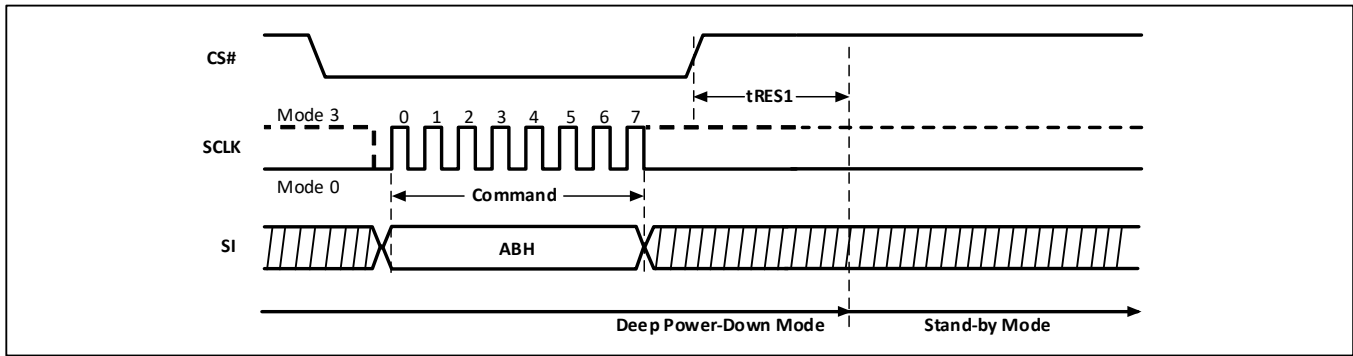 CS#
tRES1
Mode 3
0 1 2 3 4 5 6 7
SCLK
Mode 0
Command
SI
ABH
Deep Power-Down Mode
Stand-by Mode